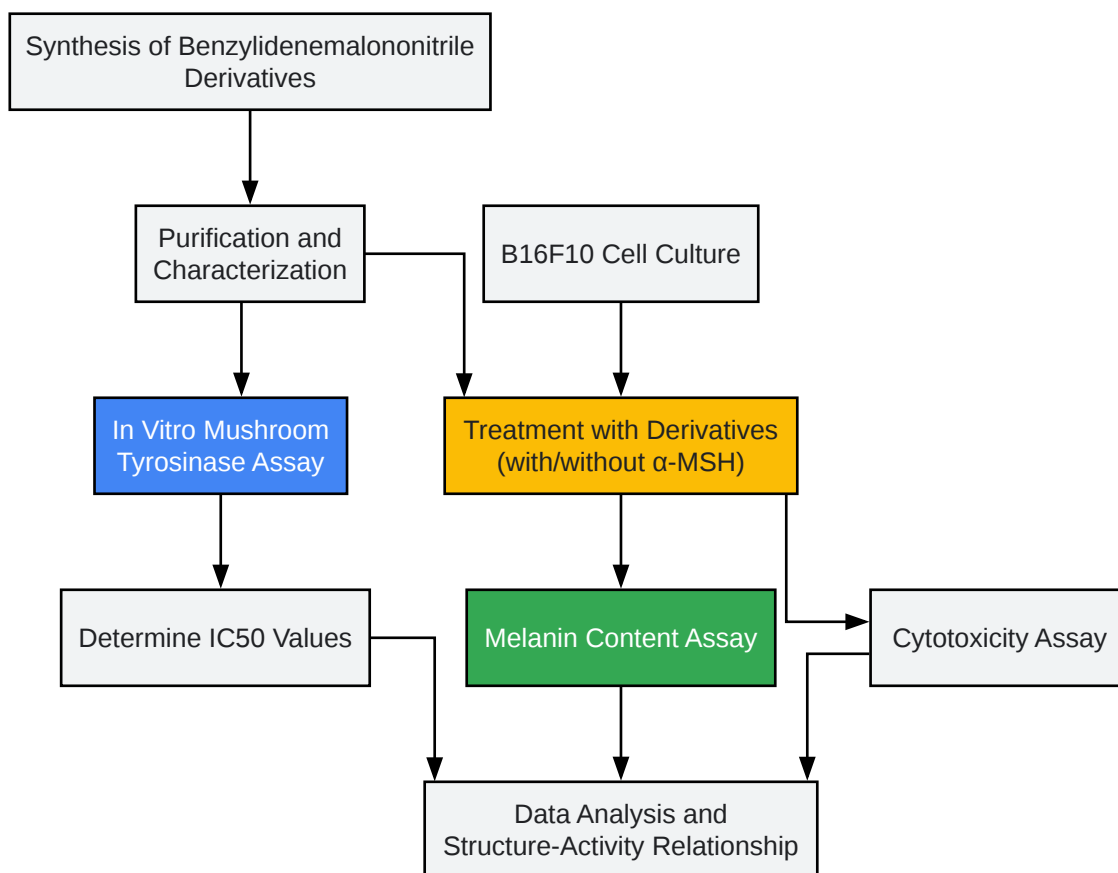 Synthesis of Benzylidenemalononitrile
Derivatives
Purification and
Characterization
B16F10 Cell Culture
In Vitro Mushroom
Tyrosinase Assay
Treatment with Derivatives
(with/without α-MSH)
Determine IC50 Values
Melanin Content Assay
Cytotoxicity Assay
Data Analysis and
Structure-Activity Relationship